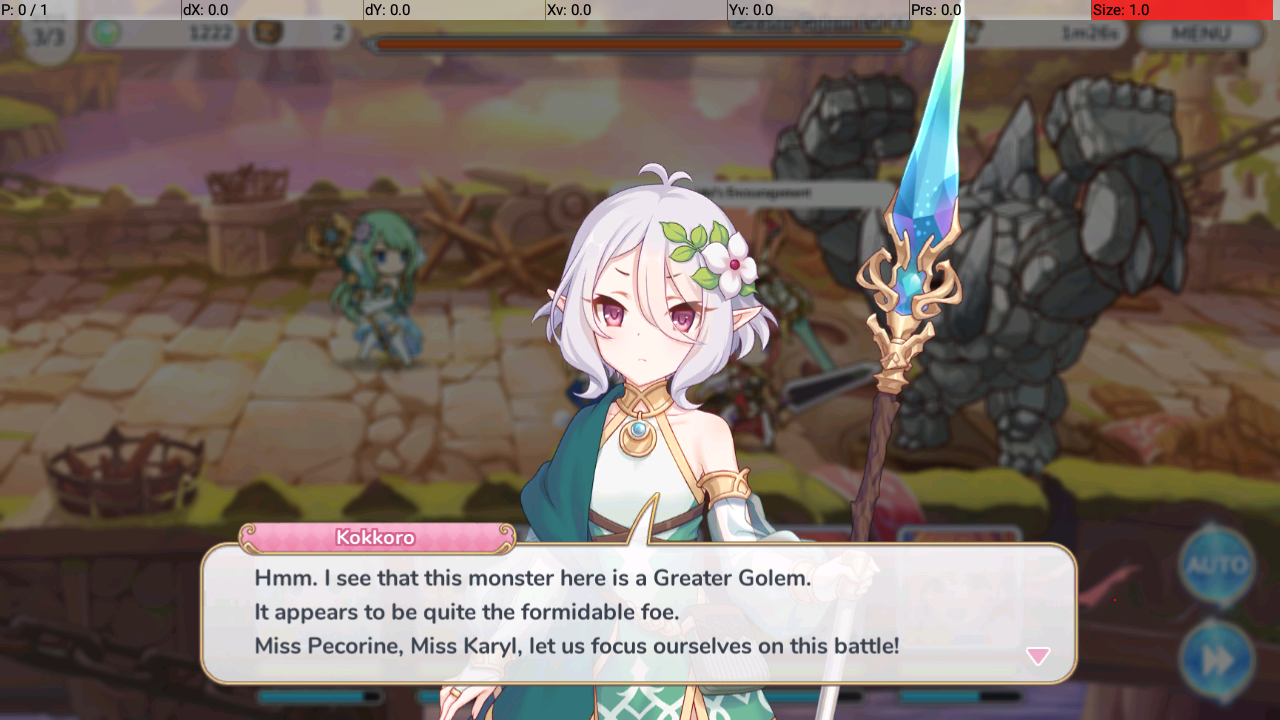 P: 0 / 1 dX: 0.0 dY: 0.0 Xv: 0.0 Yv: 0.0 Prs: 0.0 Size: 1.0
3/3 1222 2 1m26s MENU
Kokkoro
Hmm. I see that this monster here is a Greater Golem.
It appears to be quite the formidable foe.
Miss Pecorine, Miss Karyl, let us focus ourselves on this battle!
AUTO